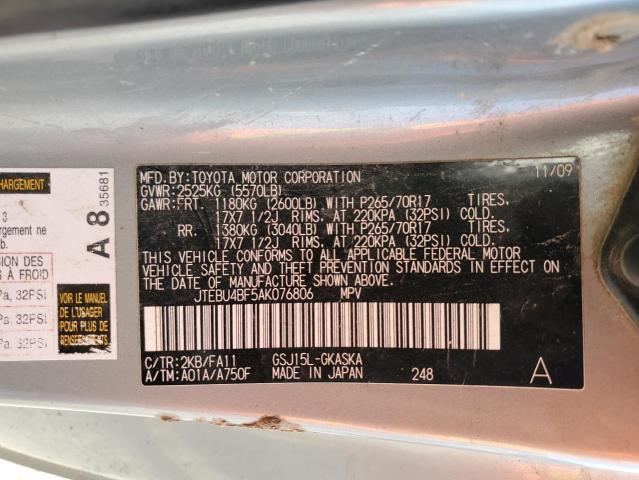 MFD. BY: TOYOTA MOTOR CORPORATION 11/09
GVWR: 2525KG (5570LB)
GAWR: FRT. 1180KG (2600LB) WITH P265/70R17 TIRES,
17X7 1/2J RIMS, AT 220KPA (32PSI) COLD.
RR. 1380KG (3040LB) WITH P265/70R17 TIRES,
17X7 1/2J RIMS, AT 220KPA (32PSI) COLD.
THIS VEHICLE CONFORMS TO ALL APPLICABLE FEDERAL MOTOR
VEHICLE SAFETY AND THEFT PREVENTION STANDARDS IN EFFECT ON
THE DATE OF MANUFACTURE SHOWN ABOVE.
JTEBU4BF5AK076806 MPV
C/TR: 2KB/FA11 GSJ15L-GKASKA
A/TM: A01A/A750F MADE IN JAPAN 248 A
HARGEMENT
3
argement ne
b.
SION DES
S À FROID
Pa, 32PSI
Pa, 32PSI
VOIR LE MANUEL
DE L'USAGER
POUR PLUS DE
RENSEIGNEMENTS
A 8 35681